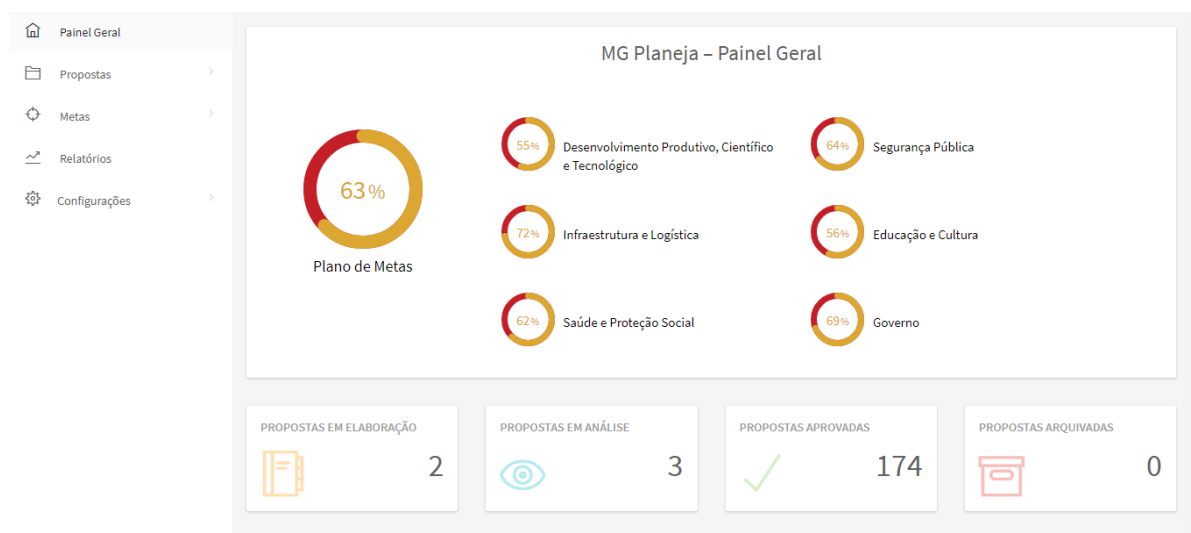 Painel Geral
Propostas
Metas
Relatórios
Configurações
MG Planeja – Painel Geral
63%
Plano de Metas
55%
Desenvolvimento Produtivo, Científico
e Tecnológico
64%
Segurança Pública
72%
Infraestrutura e Logística
56%
Educação e Cultura
62%
Saúde e Proteção Social
69%
Governo
PROPOSTAS EM ELABORAÇÃO
2
PROPOSTAS EM ANÁLISE
3
PROPOSTAS APROVADAS
174
PROPOSTAS ARQUIVADAS
0